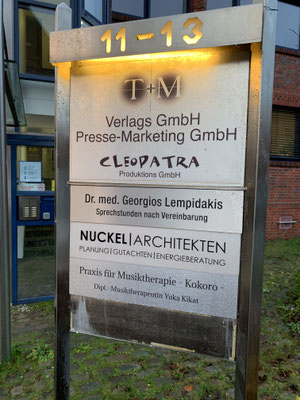 11-13
T+M
Verlags GmbH
Presse-Marketing GmbH
CLEOPATRA
Produktions GmbH
Dr. med. Georgios Lempidakis
Sprechstunden nach Vereinbarung
NUCKEL|ARCHITEKTEN
PLANUNG|GUTACHTEN|ENERGIEBERATUNG
Praxis für Musiktherapie - Kokoro -
Dipl.- Musiktherapeutin Yuka Kikat